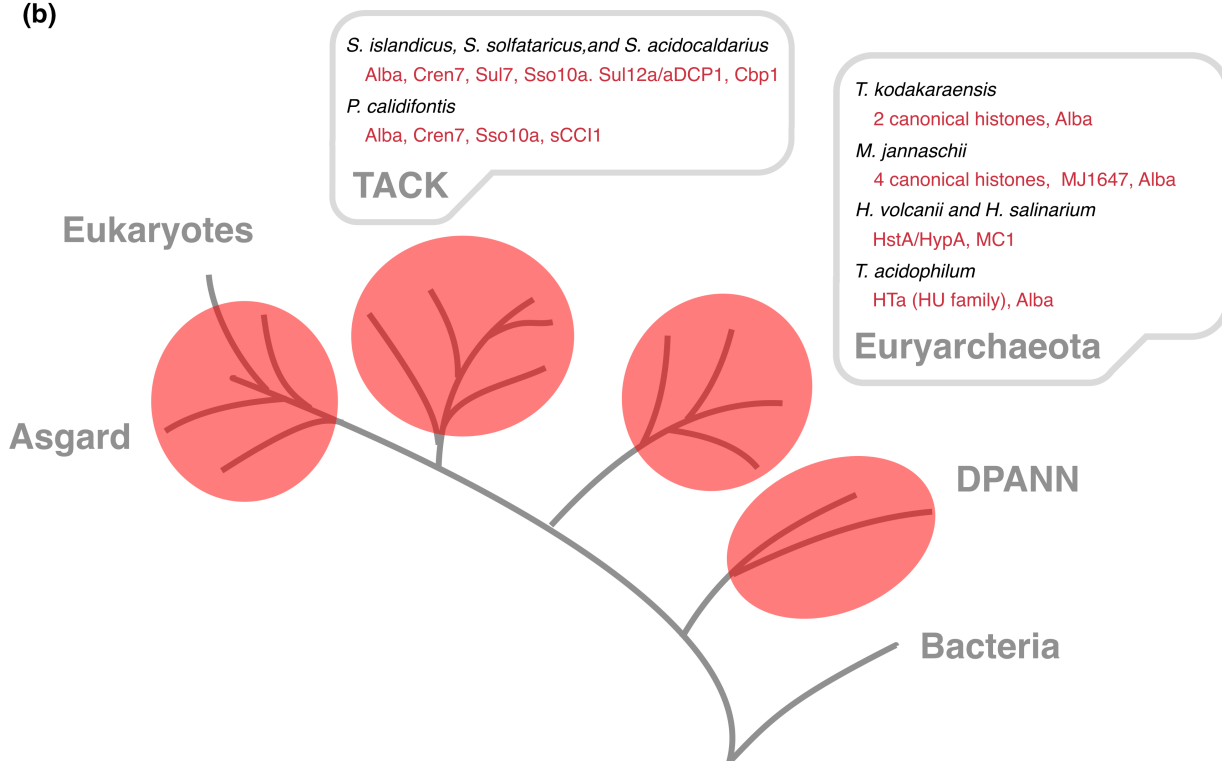 (b)
S. islandicus, S. solfataricus,and S. acidocaldarius
Alba, Cren7, Sul7, Sso10a. Sul12a/aDCP1, Cbp1
P. calidifontis
Alba, Cren7, Sso10a, sCCI1
TACK
T. kodakaraensis
2 canonical histones, Alba
M. jannaschii
4 canonical histones, MJ1647, Alba
H. volcanii and H. salinarium
HstA/HypA, MC1
T. acidophilum
HTa (HU family), Alba
Euryarchaeota
Eukaryotes
Asgard
DPANN
Bacteria